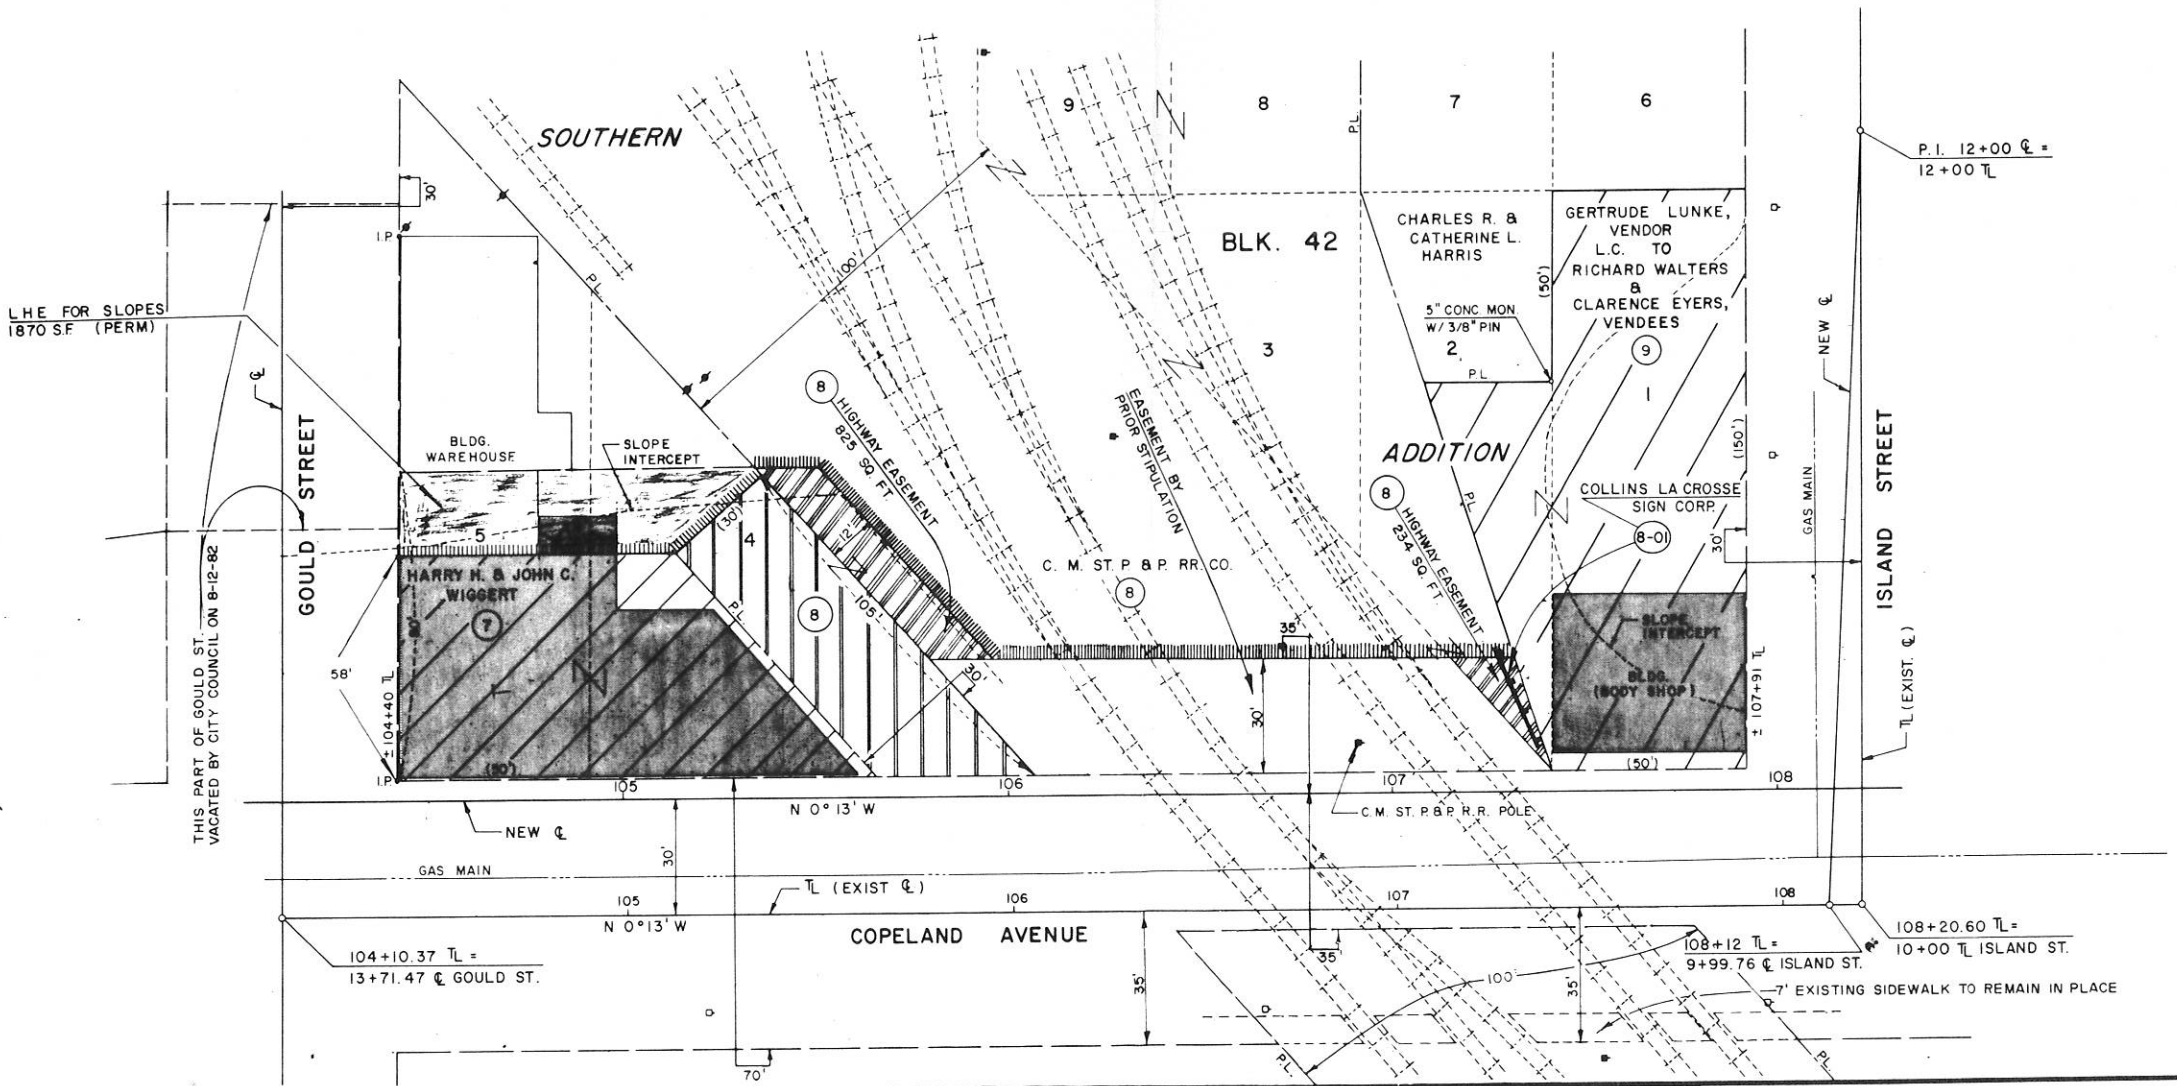 SOUTHERN
9
8
7
6
P.L.
P.I. 12+00 ℄ =
12+00 TL
30'
I.P.
P.L.
100'
BLK. 42
CHARLES R. &
CATHERINE L.
HARRIS
GERTRUDE LUNKE,
VENDOR
L.C. TO
RICHARD WALTERS
&
CLARENCE EYERS,
VENDEES
9
1
(50')
5" CONC. MON.
W/ 3/8" PIN
2
P.L.
3
LHE FOR SLOPES
1870 S.F. (PERM)
℄
GOULD STREET
THIS PART OF GOULD ST.
VACATED BY CITY COUNCIL ON 8-12-82
BLDG.
WAREHOUSE
SLOPE
INTERCEPT
8
HIGHWAY EASEMENT
825 SQ. FT.
EASEMENT BY
PRIOR STIPULATION
ADDITION
P.L.
8
HIGHWAY EASEMENT
234 SQ. FT.
COLLINS LA CROSSE
SIGN CORP.
8-01
(150')
30'
GAS MAIN
NEW ℄
ISLAND STREET
TL (EXIST. ℄)
5
4
(30')
12'
105'
HARRY H. & JOHN C.
WIGGERT
7
P.L.
8
C. M. ST. P. & P. RR. CO.
8
58'
± 104+40 TL
(90')
I.P.
30'
30'
35'
SLOPE
INTERCEPT
BLDG.
(BODY SHOP)
± 107+91 TL
(50')
105
106
107
108
N 0° 13' W
NEW ℄
C.M. ST. P. & P. R.R. POLE
30'
GAS MAIN
TL (EXIST ℄)
105
106
107
108
N 0° 13' W
COPELAND AVENUE
104+10.37 TL =
13+71.47 ℄ GOULD ST.
35'
108+12 TL =
9+99.76 ℄ ISLAND ST.
108+20.60 TL =
10+00 TL ISLAND ST.
35'
100'
35'
7' EXISTING SIDEWALK TO REMAIN IN PLACE
P.L.
P.L.
70'